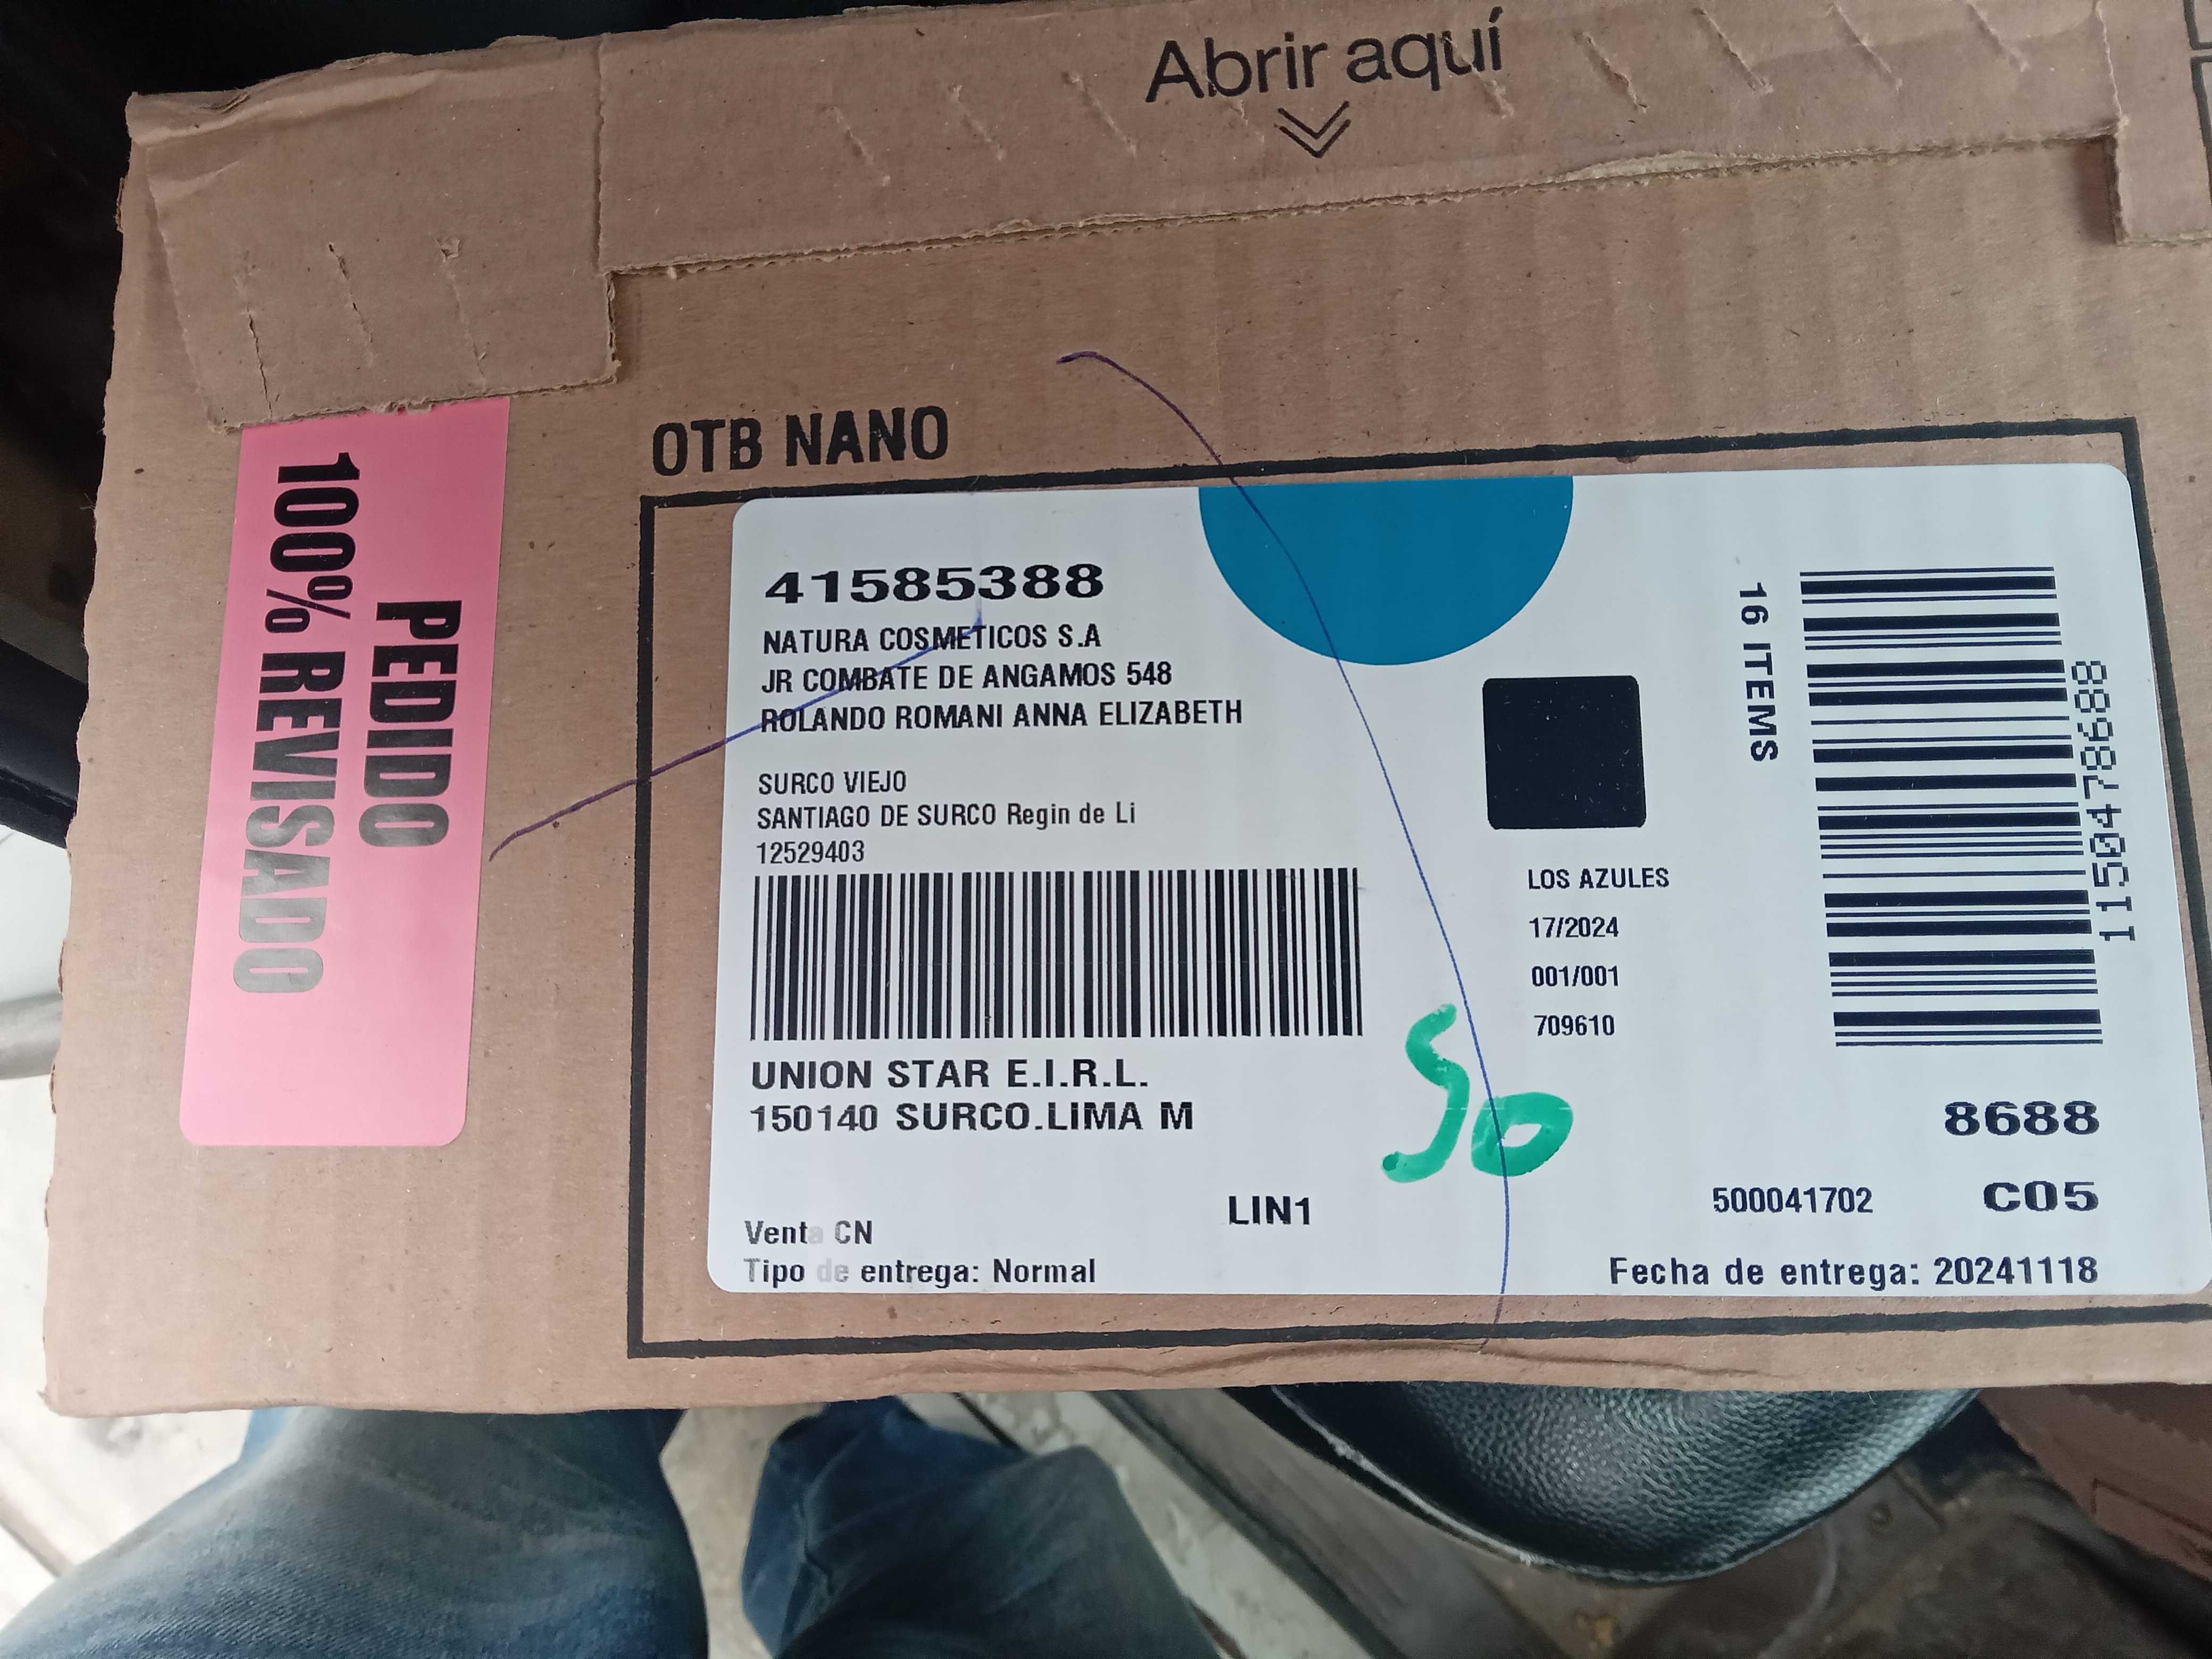 Abrir aquí
OTB NANO
PEDIDO
100% REVISADO
41585388
NATURA COSMETICOS S.A
JR COMBATE DE ANGAMOS 548
ROLANDO ROMANI ANNA ELIZABETH
SURCO VIEJO
SANTIAGO DE SURCO Regin de Li
12529403
UNION STAR E.I.R.L.
150140 SURCO.LIMA M
Venta CN
Tipo de entrega: Normal
LIN1
50
LOS AZULES
17/2024
001/001
709610
16 ITEMS
1150478688
8688
500041702 C05
Fecha de entrega: 20241118